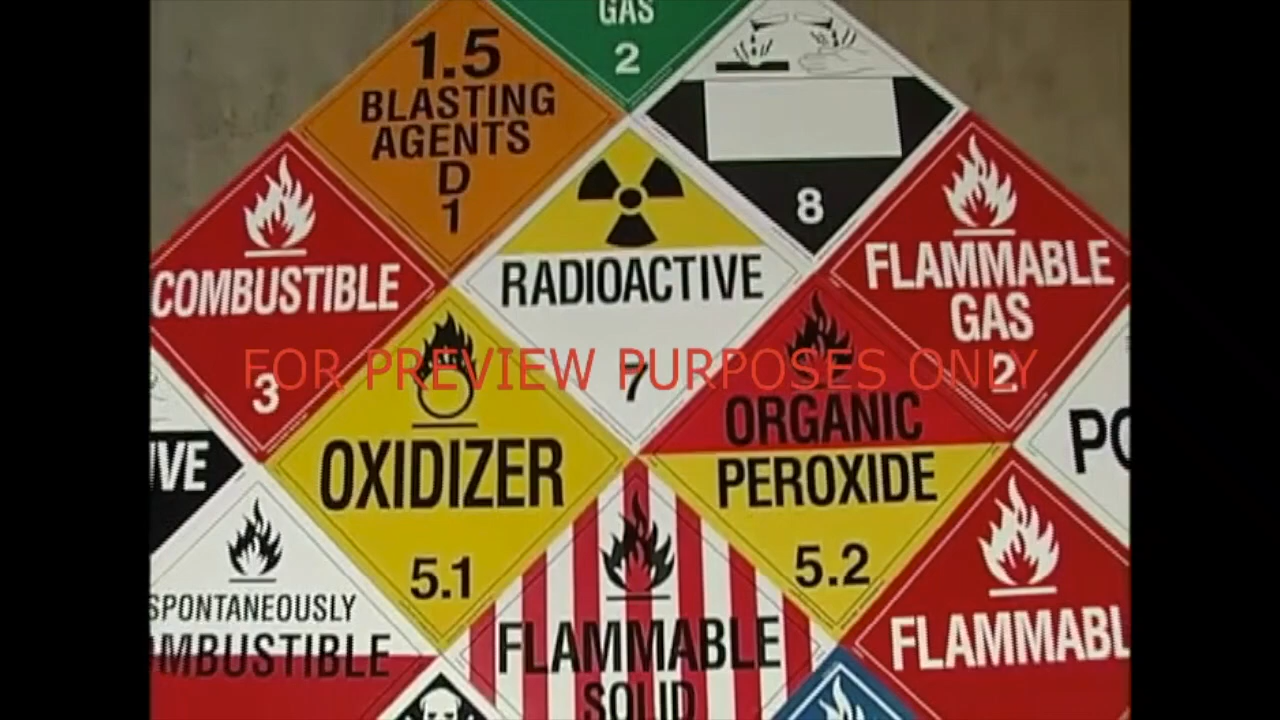 GAS
2
1.5
BLASTING
AGENTS
D
1
8
COMBUSTIBLE
3
RADIOACTIVE
7
FLAMMABLE
GAS
2
FOR PREVIEW PURPOSES ONLY
OXIDIZER
5.1
ORGANIC
PEROXIDE
5.2
IVE
PO
SPONTANEOUSLY
MBUSTIBLE
FLAMMABLE
SOLID
FLAMMABL